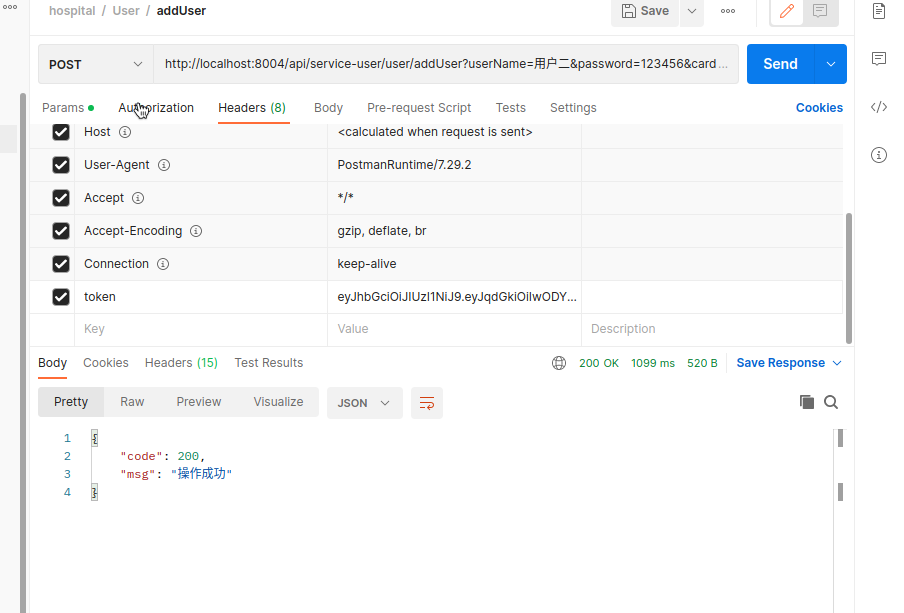 hospital / User / addUser
Save
POST
http://localhost:8004/api/service-user/user/addUser?userName=用户二&password=123456&card...
Send
Params Authorization Headers (8) Body Pre-request Script Tests Settings Cookies
Host <calculated when request is sent>
User-Agent PostmanRuntime/7.29.2
Accept */*
Accept-Encoding gzip, deflate, br
Connection keep-alive
token eyJhbGciOiJIUzI1NiJ9.eyJqdGkiOiIwODY...
Key Value Description
Body Cookies Headers (15) Test Results 200 OK 1099 ms 520 B Save Response
Pretty Raw Preview Visualize JSON
1 {
2 "code": 200,
3 "msg": "操作成功"
4 }